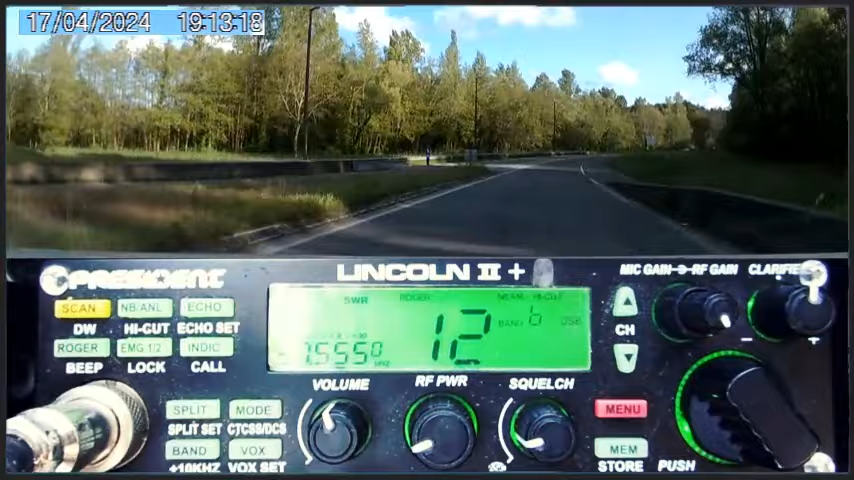 17/04/2024 19:13:18
PRESIDENT
LINCOLN II +
MIC GAIN RF GAIN CLARIFIER
SCAN NB/ANL ECHO
DW HI-CUT ECHO SET
ROGER EMG 1/2 INDIC
BEEP LOCK CALL
SWR ROGER HI-CUT
12 BAND 6 USB
CH
- +
VOLUME RF PWR SQUELCH
SPLIT MODE
SPLIT SET CTCSS/DCS
BAND VOX
+10KHZ VOX SET
MENU
MEM
STORE PUSH